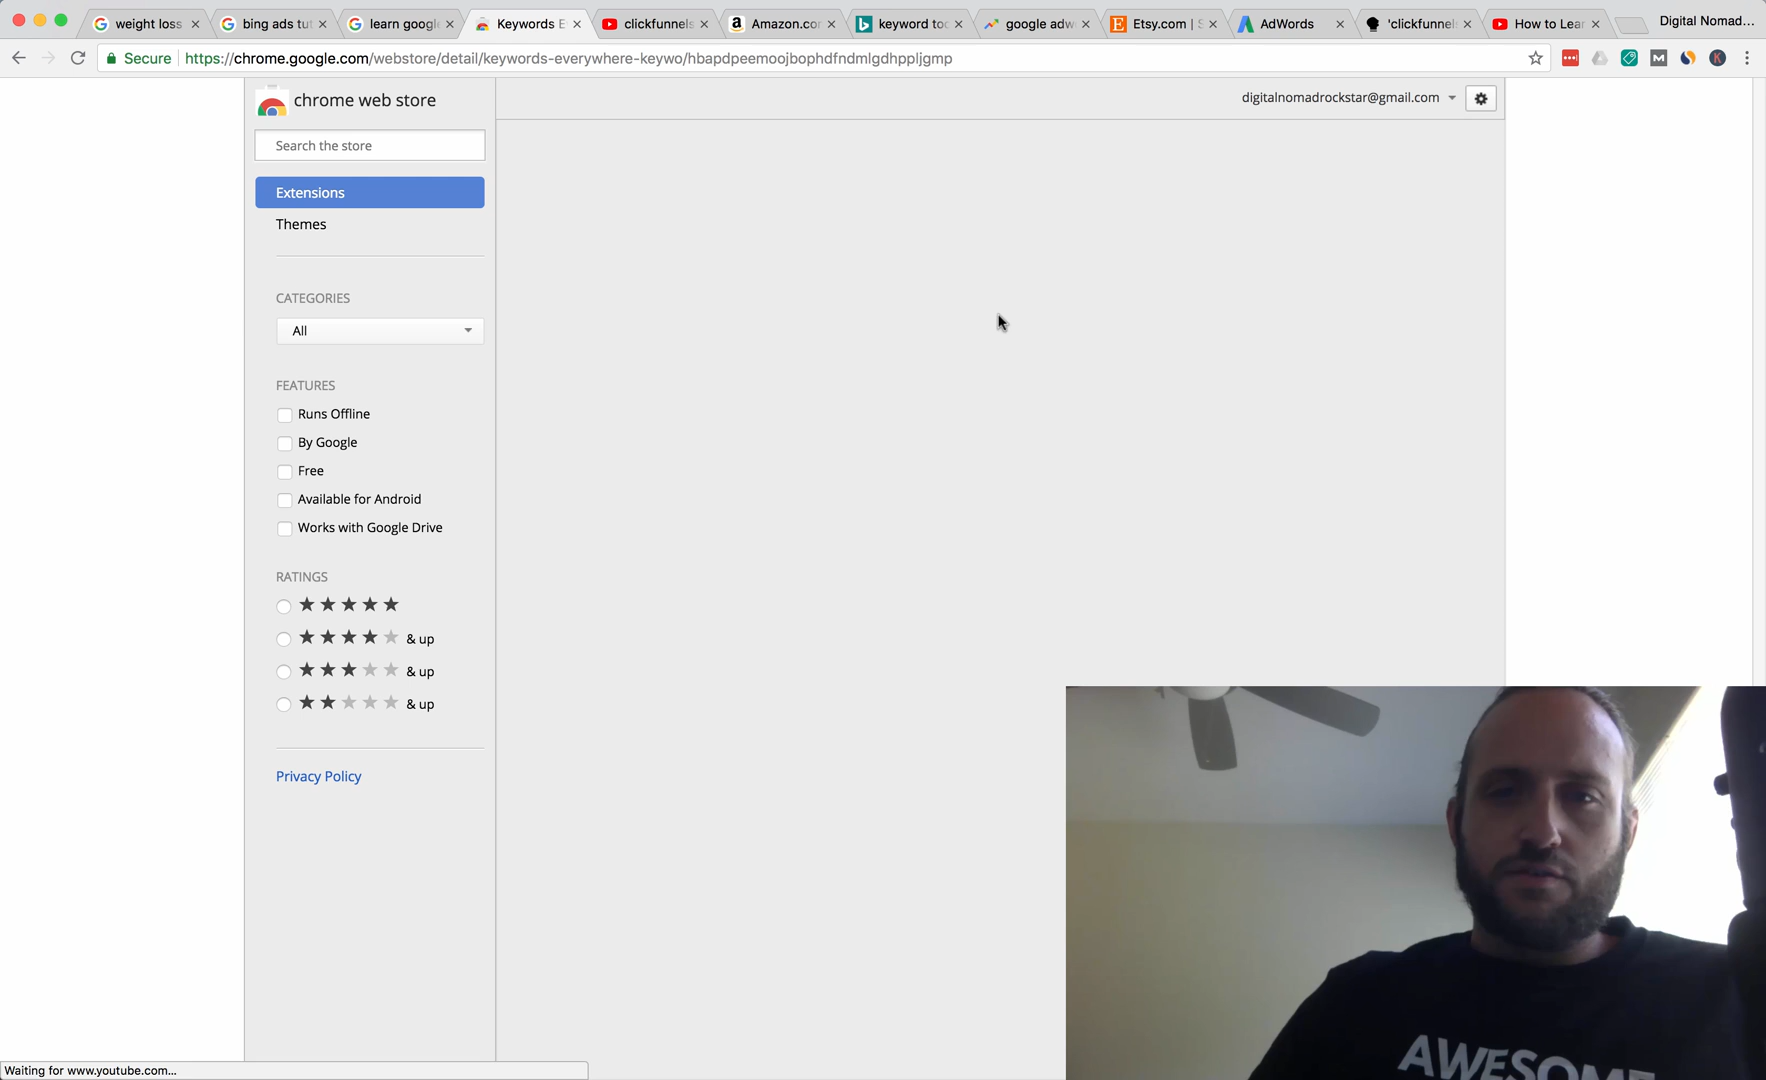 weight loss
bing ads tut
learn google
Keywords E
clickfunnels
Amazon.com
keyword too
google adw
Etsy.com | S
AdWords
'clickfunnel
How to Lear
Digital Nomad...
Secure
https://chrome.google.com/webstore/detail/keywords-everywhere-keywo/hbapdpeemoojbophdfndmlgdhppljgmp
chrome web store
digitalnomadrockstar@gmail.com
Search the store
Extensions
Themes
CATEGORIES
All
FEATURES
Runs Offline
By Google
Free
Available for Android
Works with Google Drive
RATINGS
& up
& up
& up
Privacy Policy
AWESOME
Waiting for www.youtube.com...